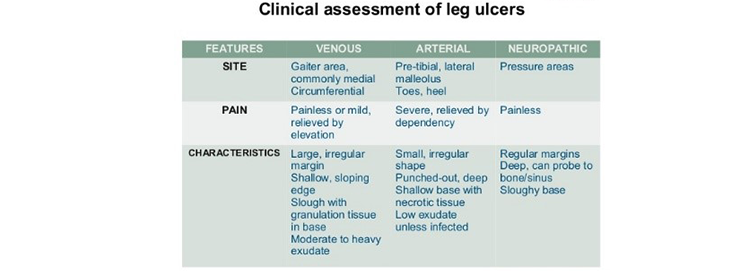 Clinical assessment of leg ulcers
FEATURES VENOUS ARTERIAL NEUROPATHIC
SITE
Gaiter area,
commonly medial
Circumferential
Pre-tibial, lateral
malleolus
Toes, heel
Pressure areas
PAIN
Painless or mild,
relieved by
elevation
Severe, relieved by
dependency
Painless
CHARACTERISTICS
Large, irregular
margin
Shallow, sloping
edge
Slough with
granulation tissue
in base
Moderate to heavy
exudate
Small, irregular
shape
Punched-out, deep
Shallow base with
necrotic tissue
Low exudate
unless infected
Regular margins
Deep, can probe to
bone/sinus
Sloughy base